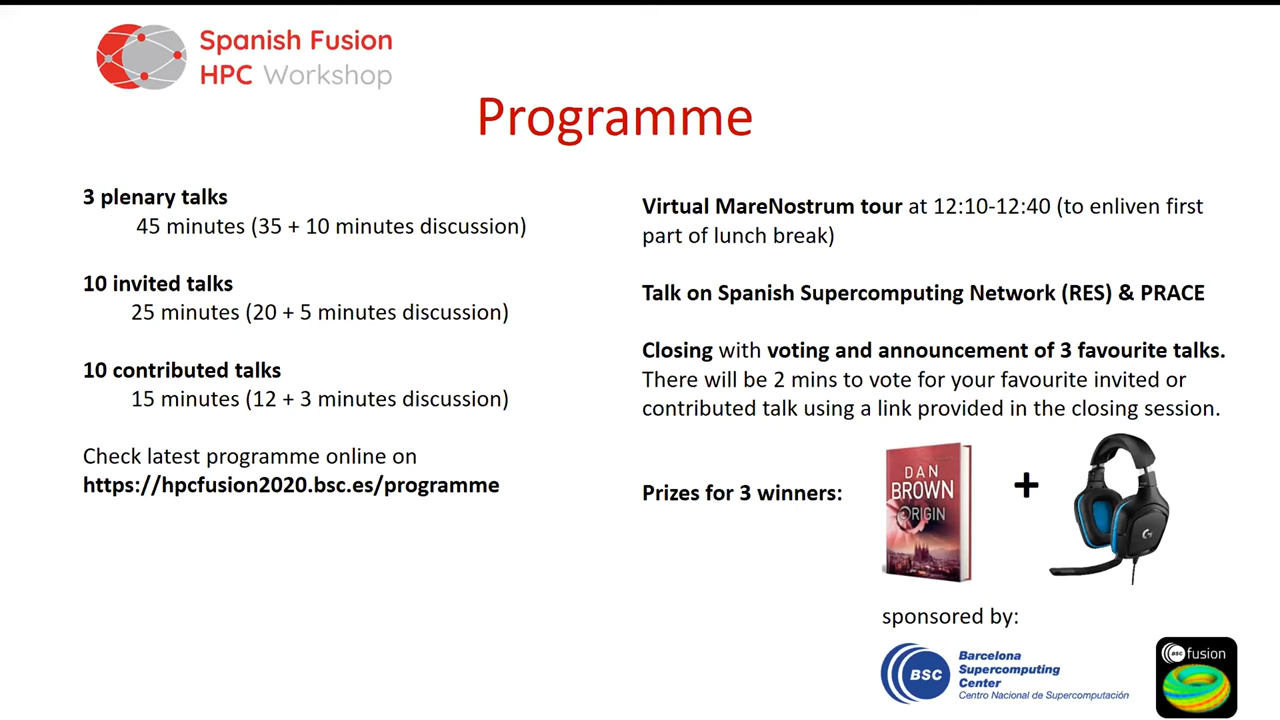 Spanish Fusion
HPC Workshop
Programme
3 plenary talks
45 minutes (35 + 10 minutes discussion)
10 invited talks
25 minutes (20 + 5 minutes discussion)
10 contributed talks
15 minutes (12 + 3 minutes discussion)
Check latest programme online on
https://hpcfusion2020.bsc.es/programme
Virtual MareNostrum tour at 12:10-12:40 (to enliven first
part of lunch break)
Talk on Spanish Supercomputing Network (RES) & PRACE
Closing with voting and announcement of 3 favourite talks.
There will be 2 mins to vote for your favourite invited or
contributed talk using a link provided in the closing session.
Prizes for 3 winners:
DAN
BROWN
ORIGIN
+
G
sponsored by:
BSC
Barcelona
Supercomputing
Center
Centro Nacional de Supercomputación
BSC fusion